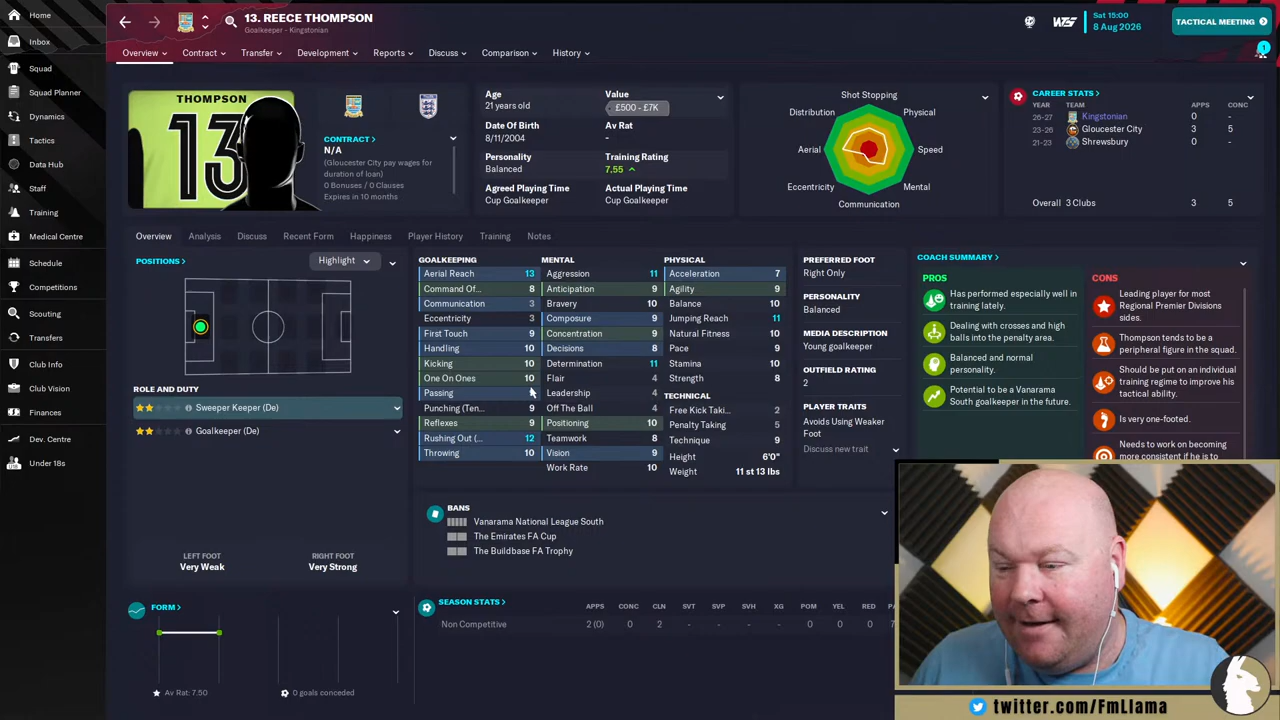 Home
Inbox
Squad
Squad Planner
Dynamics
Tactics
Data Hub
Staff
Training
Medical Centre
Schedule
Competitions
Scouting
Transfers
Club Info
Club Vision
Finances
Dev. Centre
Under 18s
13. REECE THOMPSON
Goalkeeper - Kingstonian
Sat 15:00
8 Aug 2026
TACTICAL MEETING
1
Overview
Contract
Transfer
Development
Reports
Discuss
Comparison
History
THOMPSON
13
CONTRACT
N/A
(Gloucester City pay wages for
duration of loan)
0 Bonuses / 0 Clauses
Expires in 10 months
Age
21 years old
Date Of Birth
8/11/2004
Personality
Balanced
Agreed Playing Time
Cup Goalkeeper
Value
£500 - £7K
Av Rat
-
Training Rating
7.55
Actual Playing Time
Cup Goalkeeper
Shot Stopping
Physical
Speed
Mental
Communication
Eccentricity
Aerial
Distribution
CAREER STATS
YEAR TEAM APPS CONC
26-27 Kingstonian 0 -
23-26 Gloucester City 3 5
21-23 Shrewsbury 0 -
Overall 3 Clubs 3 5
Overview Analysis Discuss Recent Form Happiness Player History Training Notes
POSITIONS
Highlight
ROLE AND DUTY
Sweeper Keeper (De)
Goalkeeper (De)
LEFT FOOT
Very Weak
RIGHT FOOT
Very Strong
GOALKEEPING
Aerial Reach 13
Command Of... 8
Communication 3
Eccentricity 3
First Touch 9
Handling 10
Kicking 10
One On Ones 10
Passing
Punching (Ten... 9
Reflexes 9
Rushing Out (... 12
Throwing 10
MENTAL
Aggression 11
Anticipation 9
Bravery 10
Composure 9
Concentration 9
Decisions 8
Determination 11
Flair 4
Leadership 4
Off The Ball 4
Positioning 10
Teamwork 8
Vision 9
Work Rate 10
PHYSICAL
Acceleration 7
Agility 9
Balance 10
Jumping Reach 11
Natural Fitness 10
Pace 9
Stamina 10
Strength 8
TECHNICAL
Free Kick Taki... 2
Penalty Taking 5
Technique 9
Height 6'0"
Weight 11 st 13 lbs
PREFERRED FOOT
Right Only
PERSONALITY
Balanced
MEDIA DESCRIPTION
Young goalkeeper
OUTFIELD RATING
2
PLAYER TRAITS
Avoids Using Weaker
Foot
Discuss new trait
COACH SUMMARY
PROS
Has performed especially well in
training lately.
Dealing with crosses and high
balls into the penalty area.
Balanced and normal
personality.
Potential to be a Vanarama
South goalkeeper in the future.
CONS
Leading player for most
Regional Premier Divisions
sides.
Thompson tends to be a
peripheral figure in the squad.
Should be put on an individual
training regime to improve his
tactical ability.
Is very one-footed.
Needs to work on becoming
more consistent if he is to
BANS
Vanarama National League South
The Emirates FA Cup
The Buildbase FA Trophy
FORM
Av Rat: 7.50
0 goals conceded
SEASON STATS
APPS CONC CLN SVT SVP SVH XG POM YEL RED
Non Competitive 2 (0) 0 2 - - - - 0 0 0
twitter.com/FmLlama